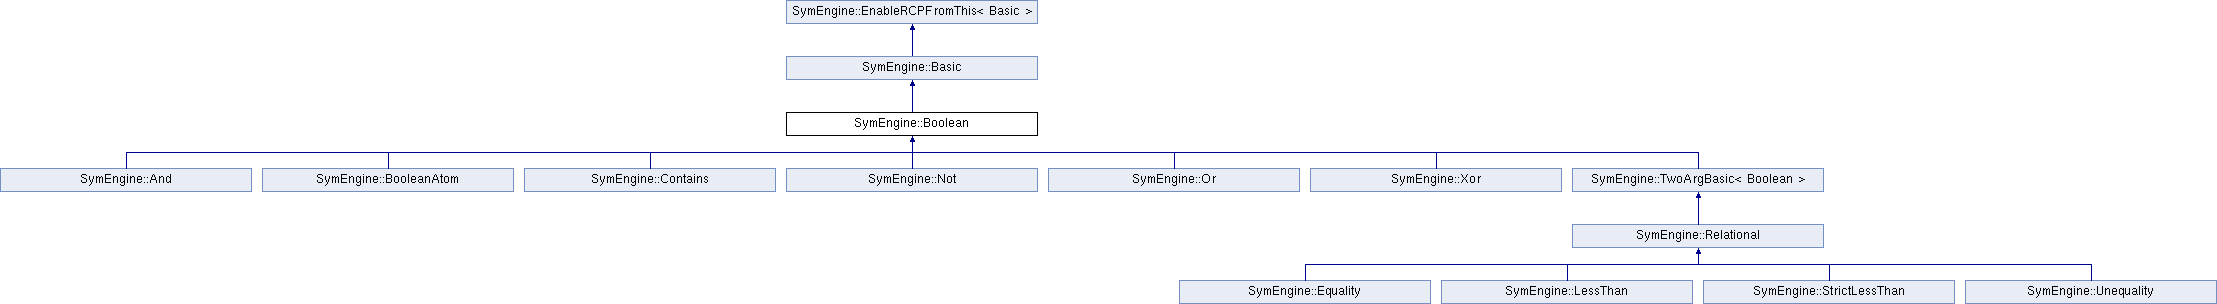 SymEngine::EnableRCPFromThis< Basic >
SymEngine::Basic
SymEngine::Boolean
SymEngine::And
SymEngine::BooleanAtom
SymEngine::Contains
SymEngine::Not
SymEngine::Or
SymEngine::Xor
SymEngine::TwoArgBasic< Boolean >
SymEngine::Relational
SymEngine::Equality
SymEngine::LessThan
SymEngine::StrictLessThan
SymEngine::Unequality